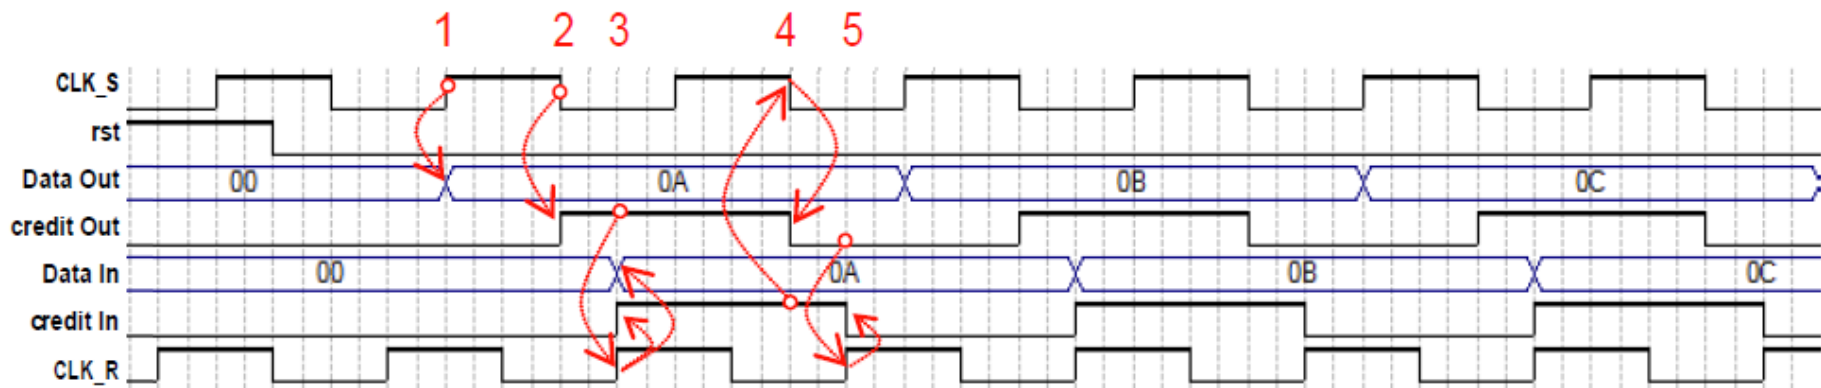 1 2 3 4 5
CLK_S
rst
Data Out 00 0A 0B 0C
credit Out
Data In 00 0A 0B 0C
credit In
CLK_R